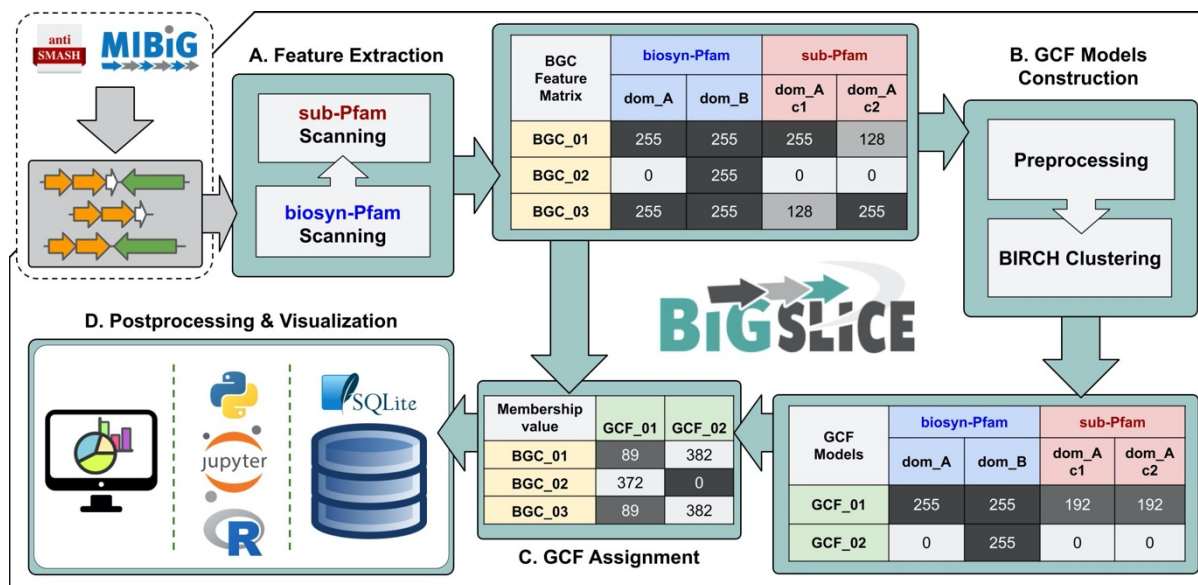 anti
SMASH
MIBiG
A. Feature Extraction
sub-Pfam
Scanning
biosyn-Pfam
Scanning
BGC
Feature
Matrix
biosyn-Pfam
sub-Pfam
dom_A
dom_B
dom_A
c1
dom_A
c2
BGC_01
255
255
255
128
BGC_02
0
255
0
0
BGC_03
255
255
128
255
B. GCF Models
Construction
Preprocessing
BIRCH Clustering
BiG SLiCE
D. Postprocessing & Visualization
jupyter
R
SQLite
Membership
value
GCF_01
GCF_02
BGC_01
89
382
BGC_02
372
0
BGC_03
89
382
C. GCF Assignment
GCF
Models
biosyn-Pfam
sub-Pfam
dom_A
dom_B
dom_A
c1
dom_A
c2
GCF_01
255
255
192
192
GCF_02
0
255
0
0